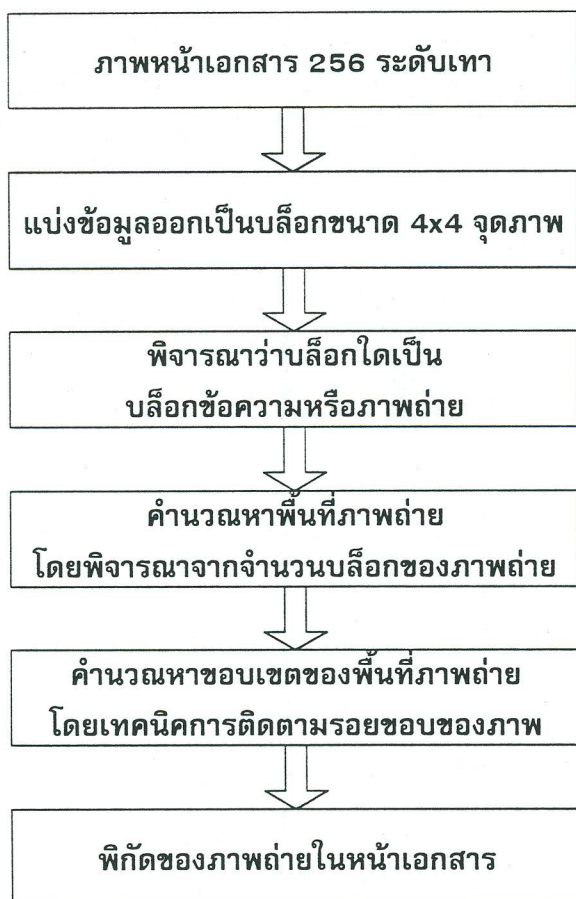 ภาพหน้าเอกสาร 256 ระดับเทา
แบ่งข้อมูลออกเป็นบล็อกขนาด 4x4 จุดภาพ
พิจารณาว่าบล็อกใดเป็น
บล็อกข้อความหรือภาพถ่าย
คำนวณหาพื้นที่ภาพถ่าย
โดยพิจารณาจากจำนวนบล็อกของภาพถ่าย
คำนวณหาขอบเขตของพื้นที่ภาพถ่าย
โดยเทคนิคการติดตามรอยขอบของภาพ
พิกัดของภาพถ่ายในหน้าเอกสาร